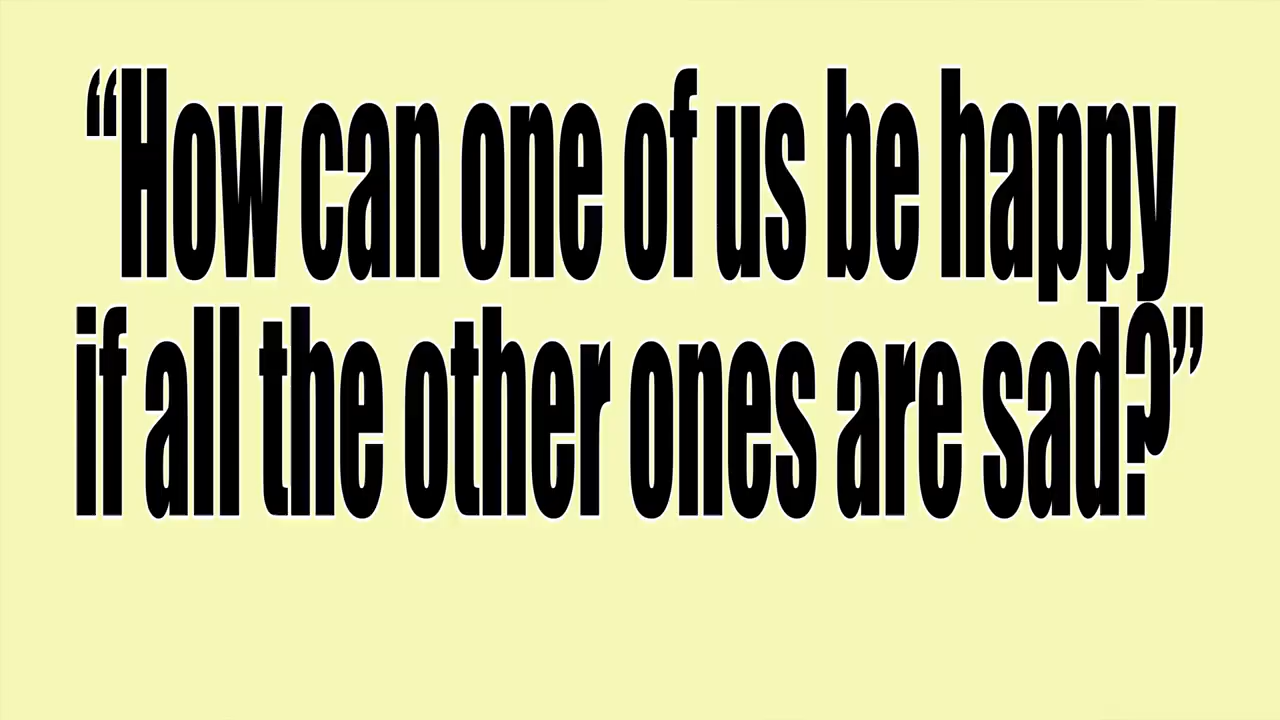 “How can one of us be happy
if all the other ones are sad?”